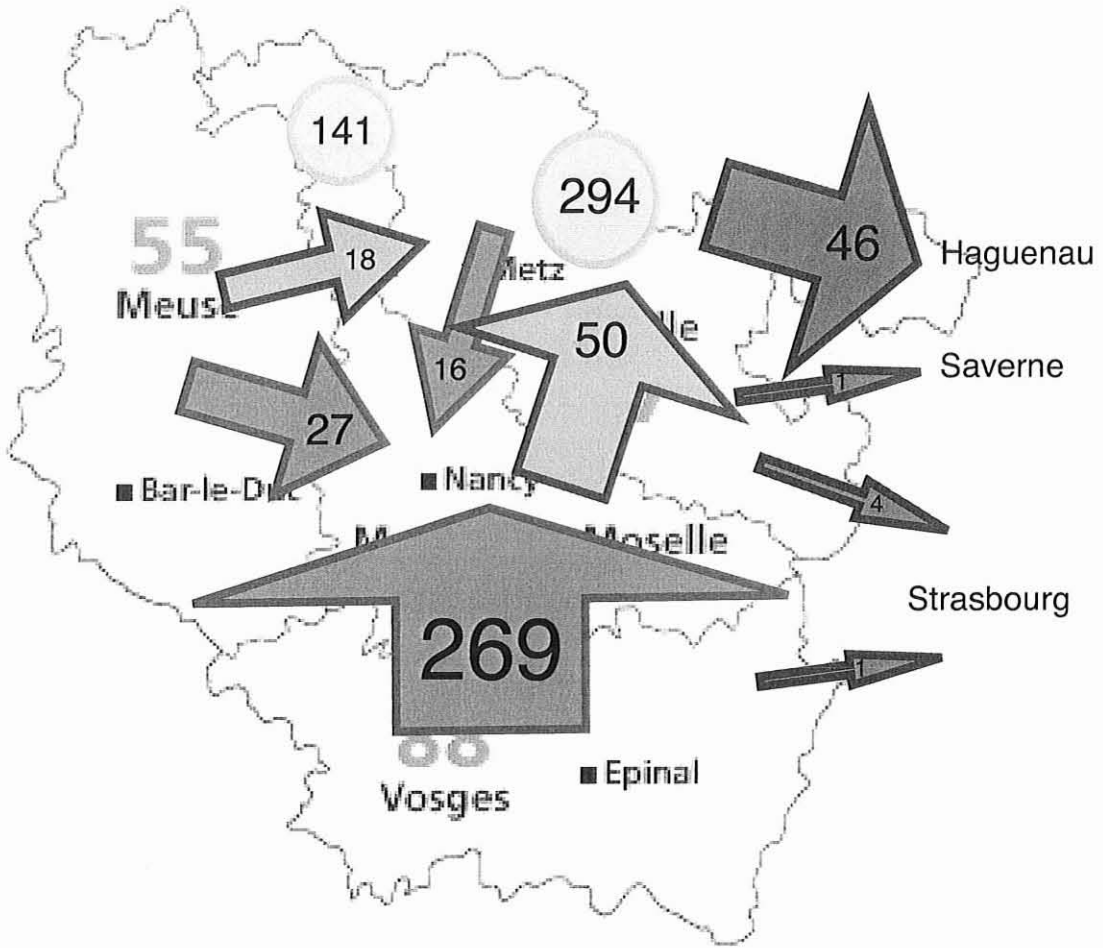 141
294
55
46
Haguenau
18
Metz
Meuse
50
16
Saverne
1
27
Bar-le-Duc
Nancy
4
Moselle
Strasbourg
269
1
Epinal
Vosges